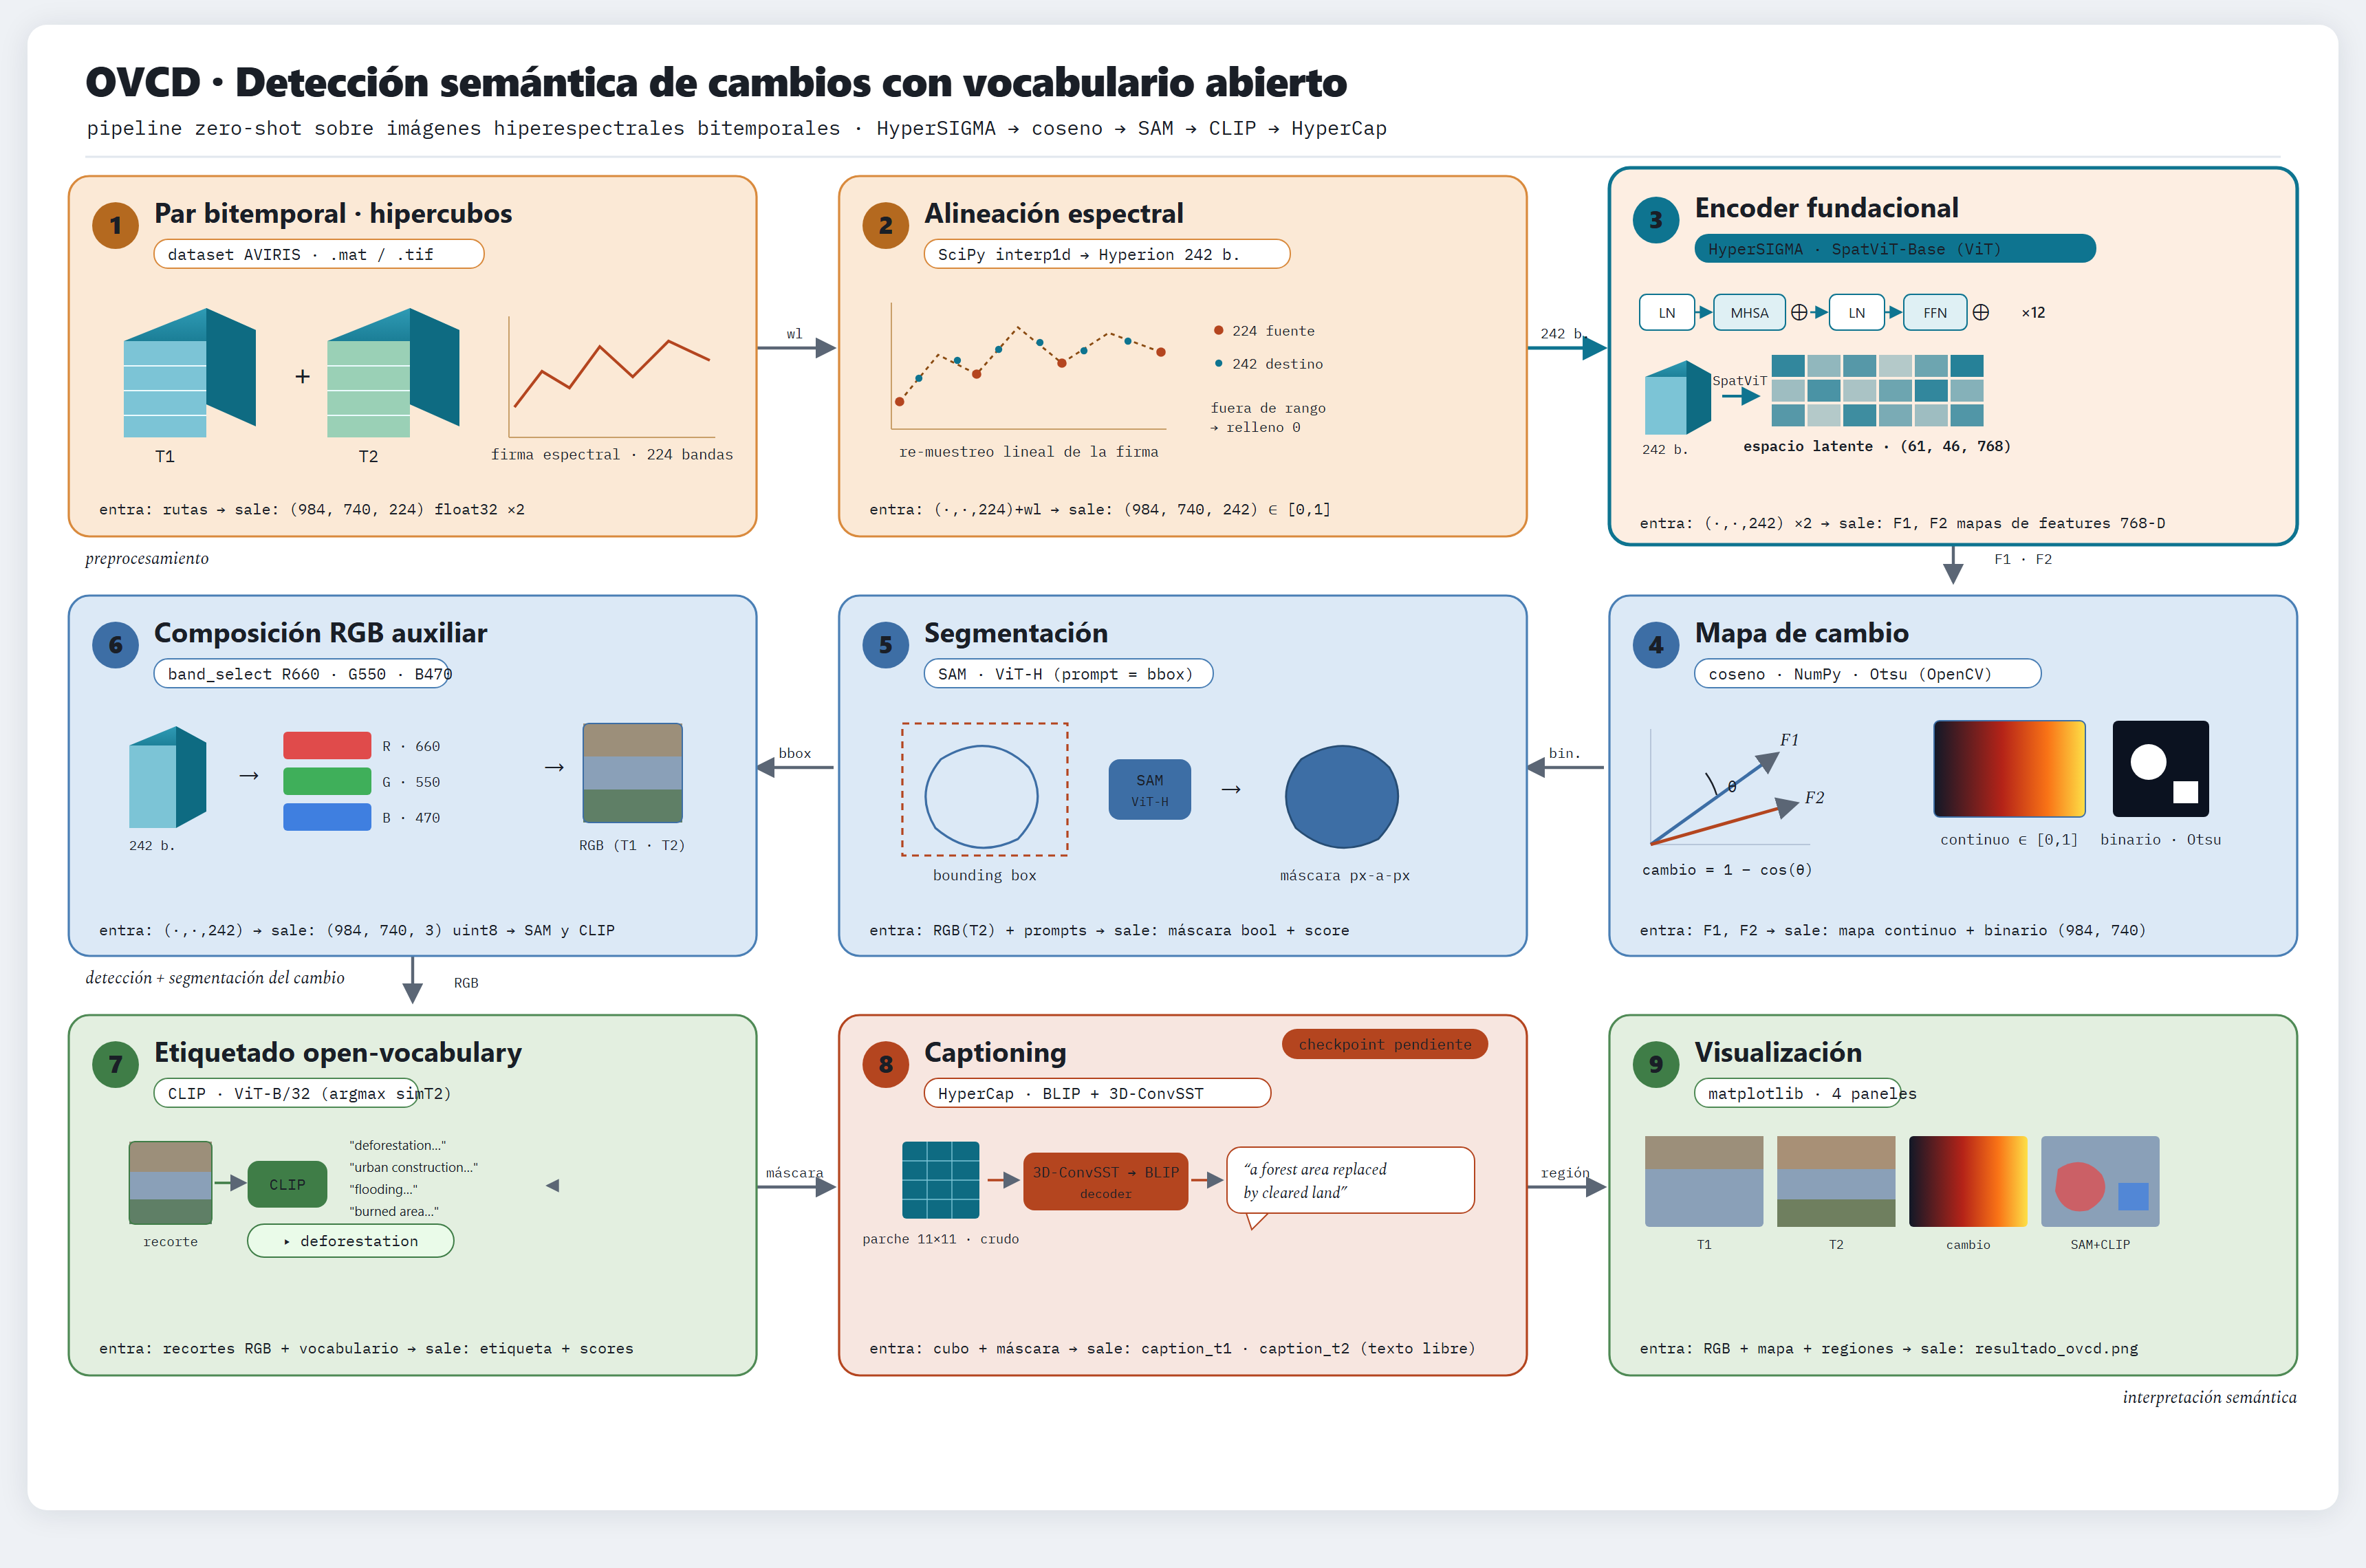 OVCD · Detección semántica de cambios con vocabulario abierto
pipeline zero-shot sobre imágenes hiperespectrales bitemporales · HyperSIGMA → coseno → SAM → CLIP → HyperCap
1
Par bitemporal · hipercubos
dataset AVIRIS · .mat / .tif
+
T1
T2
firma espectral · 224 bandas
entra: rutas → sale: (984, 740, 224) float32 ×2
wl
2
Alineación espectral
SciPy interp1d → Hyperion 242 b.
224 fuente
242 destino
fuera de rango
→ relleno 0
re-muestreo lineal de la firma
entra: (·,·,224)+wl → sale: (984, 740, 242) ∈ [0,1]
242 b.
3
Encoder fundacional
HyperSIGMA · SpatViT-Base (ViT)
LN
MHSA
⊕
LN
FFN
⊕
×12
SpatViT
242 b.
espacio latente · (61, 46, 768)
entra: (·,·,242) ×2 → sale: F1, F2 mapas de features 768-D
preprocesamiento
F1 · F2
6
Composición RGB auxiliar
band_select R660 · G550 · B470
→
R · 660
G · 550
B · 470
→
242 b.
RGB (T1 · T2)
entra: (·,·,242) → sale: (984, 740, 3) uint8 → SAM y CLIP
bbox
5
Segmentación
SAM · ViT-H (prompt = bbox)
SAM
ViT-H
→
bounding box
máscara px-a-px
entra: RGB(T2) + prompts → sale: máscara bool + score
bin.
4
Mapa de cambio
coseno · NumPy · Otsu (OpenCV)
F1
θ
F2
cambio = 1 − cos(θ)
continuo ∈ [0,1]
binario · Otsu
entra: F1, F2 → sale: mapa continuo + binario (984, 740)
detección + segmentación del cambio
RGB
7
Etiquetado open-vocabulary
CLIP · ViT-B/32 (argmax simT2)
CLIP
"deforestation..."
"urban construction..."
"flooding..."
"burned area..."
recorte
▸ deforestation
entra: recortes RGB + vocabulario → sale: etiqueta + scores
máscara
8
Captioning
checkpoint pendiente
HyperCap · BLIP + 3D-ConvSST
3D-ConvSST → BLIP
decoder
“a forest area replaced
by cleared land”
parche 11×11 · crudo
entra: cubo + máscara → sale: caption_t1 · caption_t2 (texto libre)
región
9
Visualización
matplotlib · 4 paneles
T1
T2
cambio
SAM+CLIP
entra: RGB + mapa + regiones → sale: resultado_ovcd.png
interpretación semántica